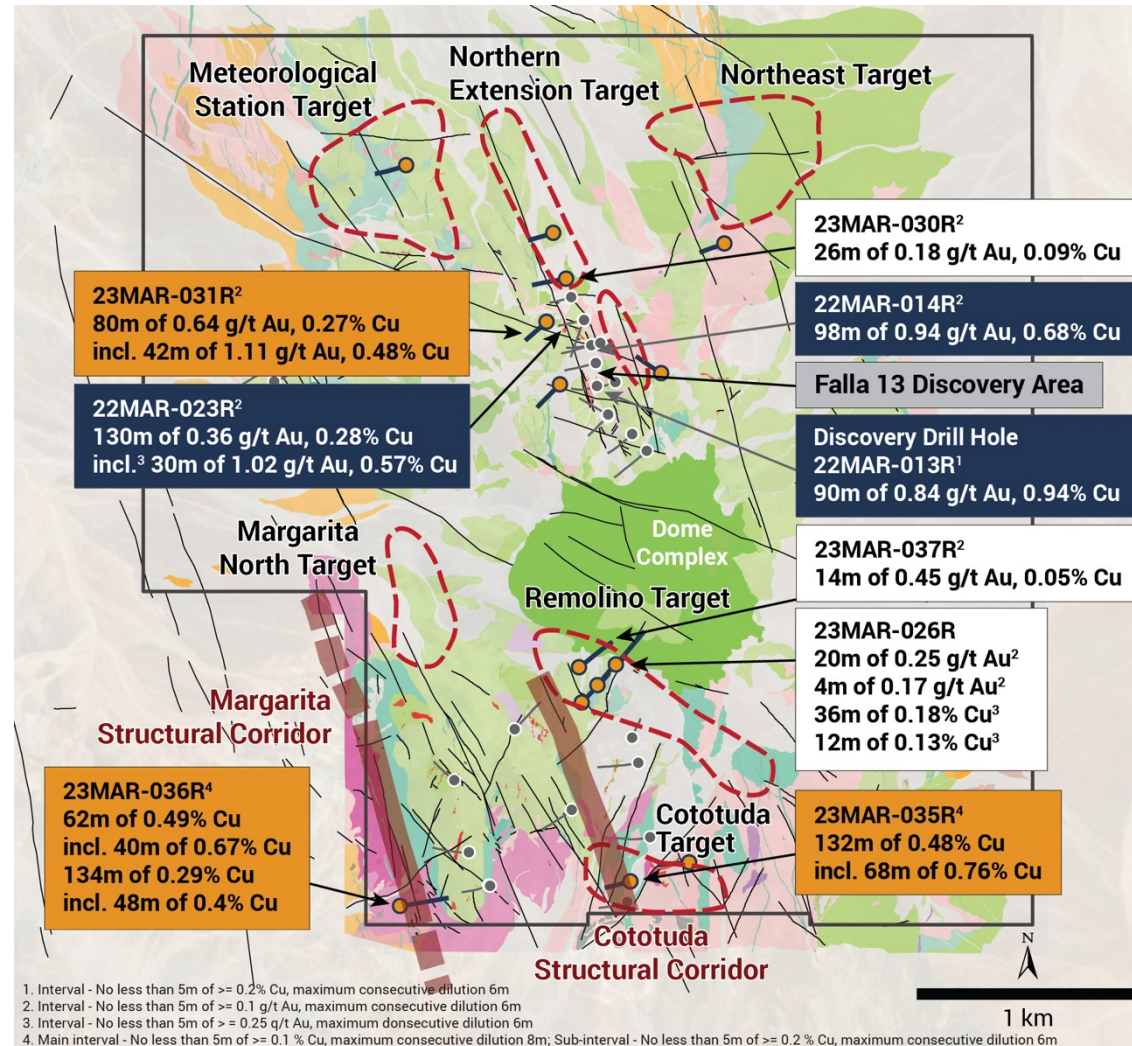 Meteorological
Station Target
Northern
Extension Target
Northeast Target
23MAR-030R²
26m of 0.18 g/t Au, 0.09% Cu
23MAR-031R²
80m of 0.64 g/t Au, 0.27% Cu
incl. 42m of 1.11 g/t Au, 0.48% Cu
22MAR-014R²
98m of 0.94 g/t Au, 0.68% Cu
Falla 13 Discovery Area
22MAR-023R²
130m of 0.36 g/t Au, 0.28% Cu
incl.³ 30m of 1.02 g/t Au, 0.57% Cu
Discovery Drill Hole
22MAR-013R¹
90m of 0.84 g/t Au, 0.94% Cu
Dome
Complex
Margarita
North Target
Remolino Target
23MAR-037R²
14m of 0.45 g/t Au, 0.05% Cu
23MAR-026R
20m of 0.25 g/t Au²
4m of 0.17 g/t Au²
36m of 0.18% Cu³
12m of 0.13% Cu³
Margarita
Structural Corridor
23MAR-036R⁴
62m of 0.49% Cu
incl. 40m of 0.67% Cu
134m of 0.29% Cu
incl. 48m of 0.4% Cu
Cototuda
Target
23MAR-035R⁴
132m of 0.48% Cu
incl. 68m of 0.76% Cu
Cototuda
Structural Corridor
N
1 km
1. Interval - No less than 5m of >= 0.2% Cu, maximum consecutive dilution 6m
2. Interval - No less than 5m of >= 0.1 g/t Au, maximum consecutive dilution 6m
3. Interval - No less than 5m of > = 0.25 q/t Au, maximum donsecutive dilution 6m
4. Main interval - No less than 5m of >= 0.1 % Cu, maximum consecutive dilution 8m; Sub-interval - No less than 5m of >= 0.2 % Cu, maximum consecutive dilution 6m